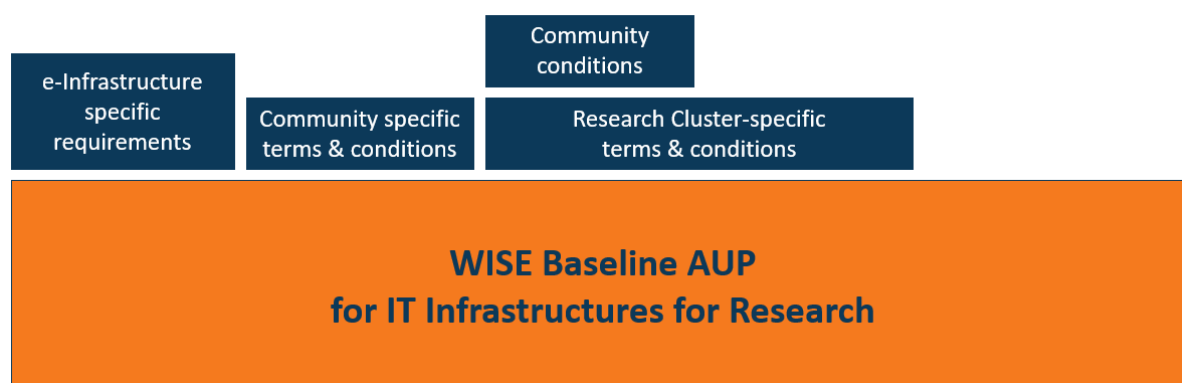 Community
conditions
e-Infrastructure
specific
requirements
Community specific
terms & conditions
Research Cluster-specific
terms & conditions
WISE Baseline AUP
for IT Infrastructures for Research